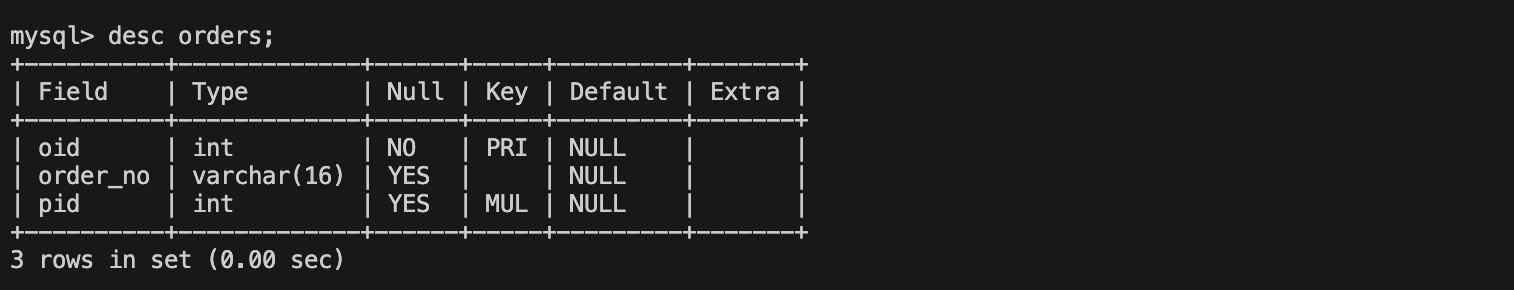 mysql> desc orders;
+----------+-------------+------+-----+---------+-------+
| Field    | Type        | Null | Key | Default | Extra |
+----------+-------------+------+-----+---------+-------+
| oid      | int         | NO   | PRI | NULL    |       |
| order_no | varchar(16) | YES  |     | NULL    |       |
| pid      | int         | YES  | MUL | NULL    |       |
+----------+-------------+------+-----+---------+-------+
3 rows in set (0.00 sec)